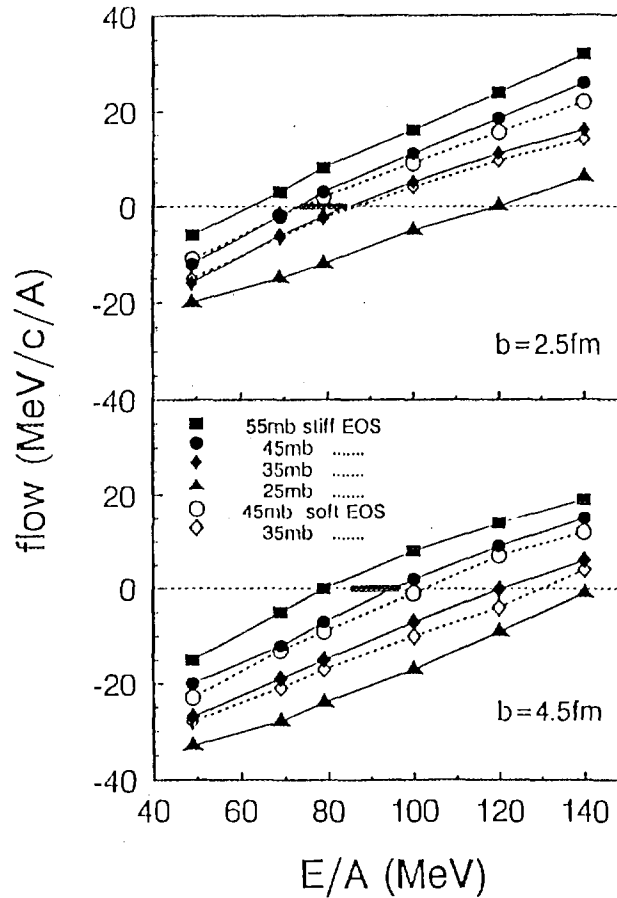 40
20
0
-20
b=2.5fm
-40
40
55mb stiff EOS
45mb .......
35mb .......
25mb .......
45mb soft EOS
35mb .......
20
0
-20
b=4.5fm
-40
40 60 80 100 120 140
E/A (MeV)
flow (MeV/c/A)